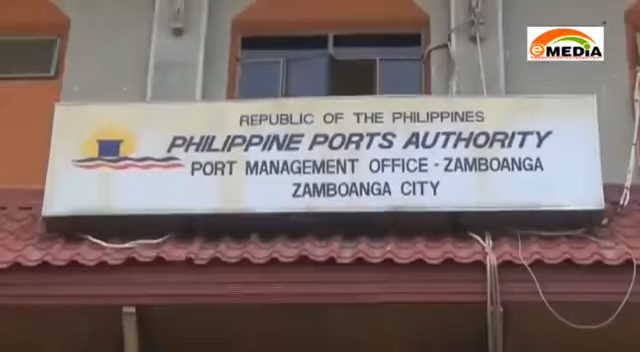 eMEDIA
REPUBLIC OF THE PHILIPPINES
PHILIPPINE PORTS AUTHORITY
PORT MANAGEMENT OFFICE - ZAMBOANGA
ZAMBOANGA CITY